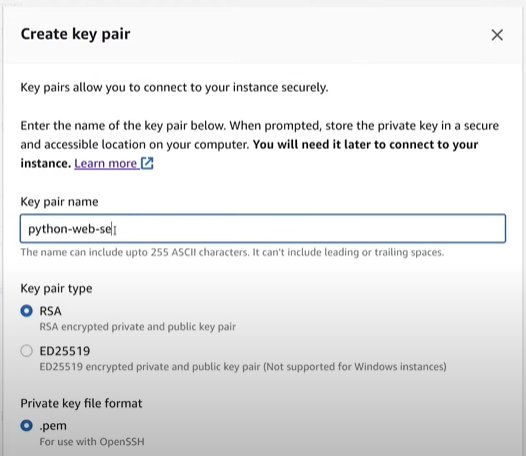 Create key pair
Key pairs allow you to connect to your instance securely.
Enter the name of the key pair below. When prompted, store the private key in a secure
and accessible location on your computer. You will need it later to connect to your
instance. Learn more
Key pair name
python-web-se
The name can include upto 255 ASCII characters. It can't include leading or trailing spaces.
Key pair type
RSA
RSA encrypted private and public key pair
ED25519
ED25519 encrypted private and public key pair (Not supported for Windows instances)
Private key file format
.pem
For use with OpenSSH